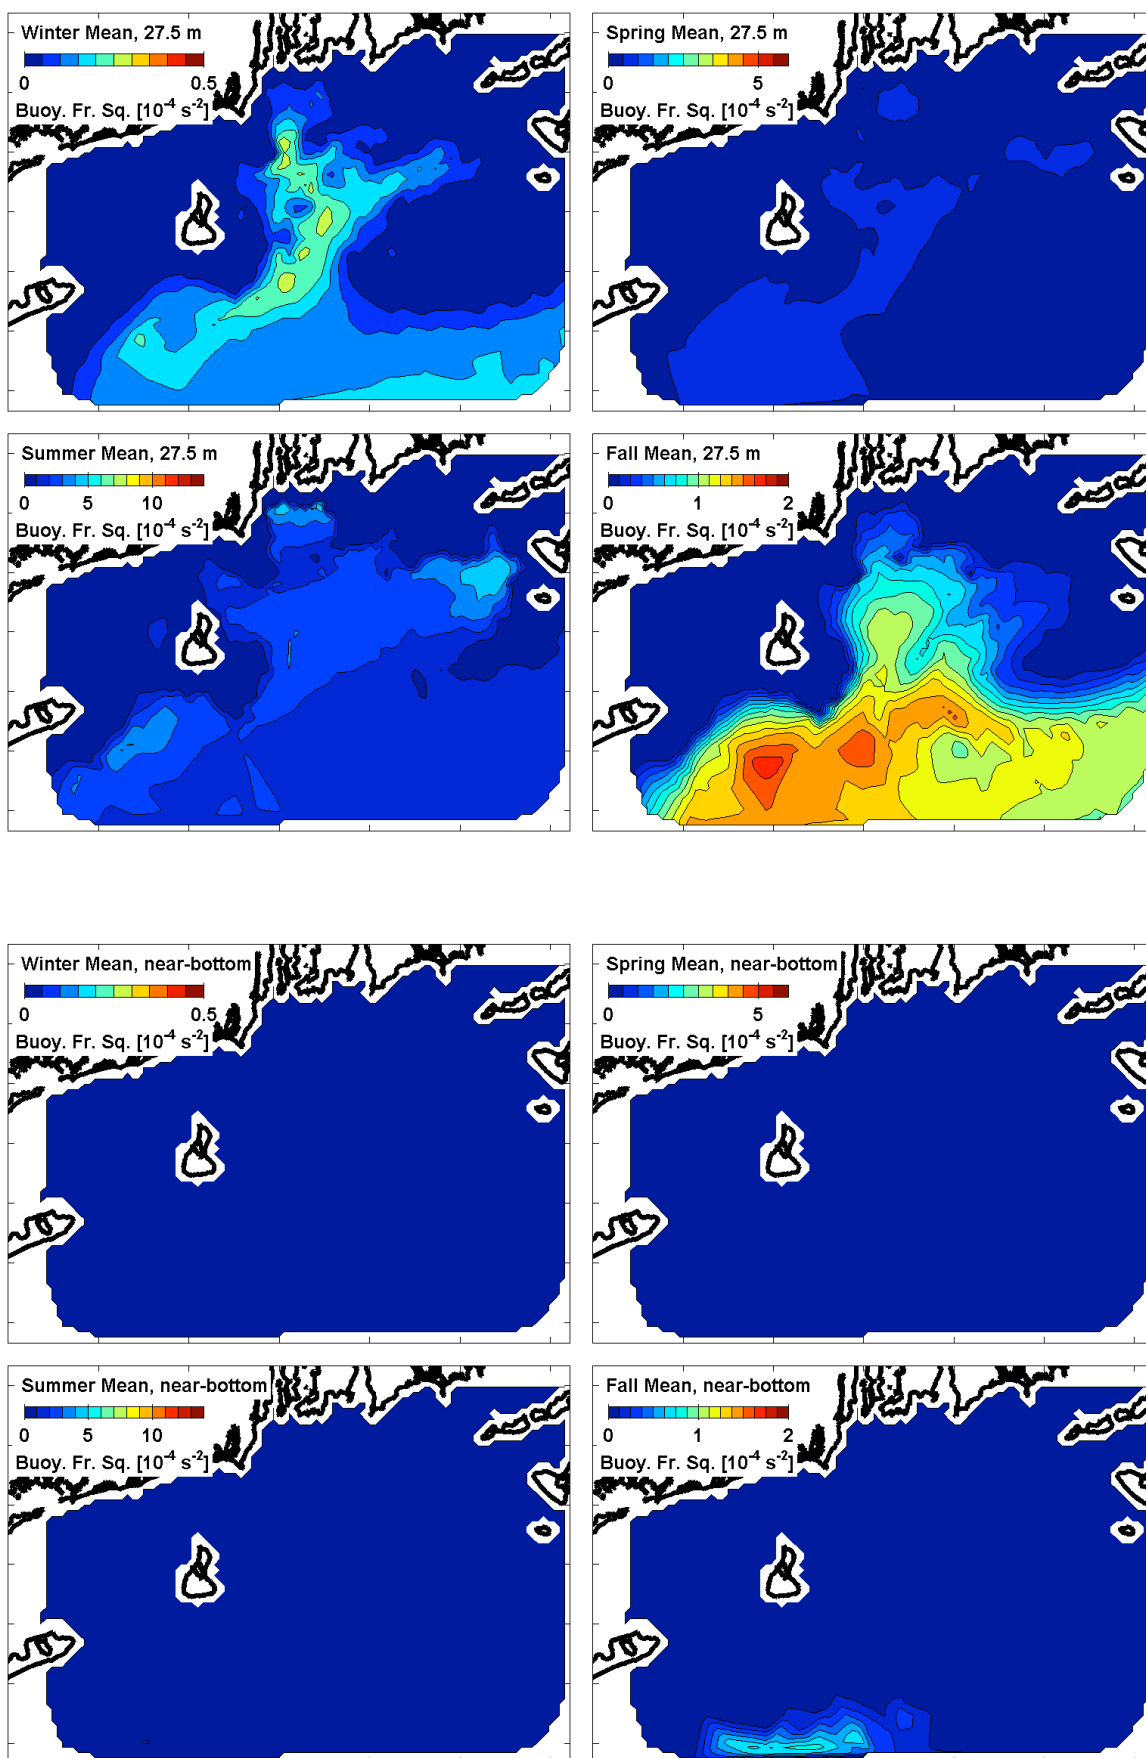 Winter Mean, 27.5 m
0 0.5
Buoy. Fr. Sq. [10⁻⁴ s⁻²]
Spring Mean, 27.5 m
0 5
Buoy. Fr. Sq. [10⁻⁴ s⁻²]
Summer Mean, 27.5 m
0 5 10
Buoy. Fr. Sq. [10⁻⁴ s⁻²]
Fall Mean, 27.5 m
0 1 2
Buoy. Fr. Sq. [10⁻⁴ s⁻²]
Winter Mean, near-bottom
0 0.5
Buoy. Fr. Sq. [10⁻⁴ s⁻²]
Spring Mean, near-bottom
0 5
Buoy. Fr. Sq. [10⁻⁴ s⁻²]
Summer Mean, near-bottom
0 5 10
Buoy. Fr. Sq. [10⁻⁴ s⁻²]
Fall Mean, near-bottom
0 1 2
Buoy. Fr. Sq. [10⁻⁴ s⁻²]